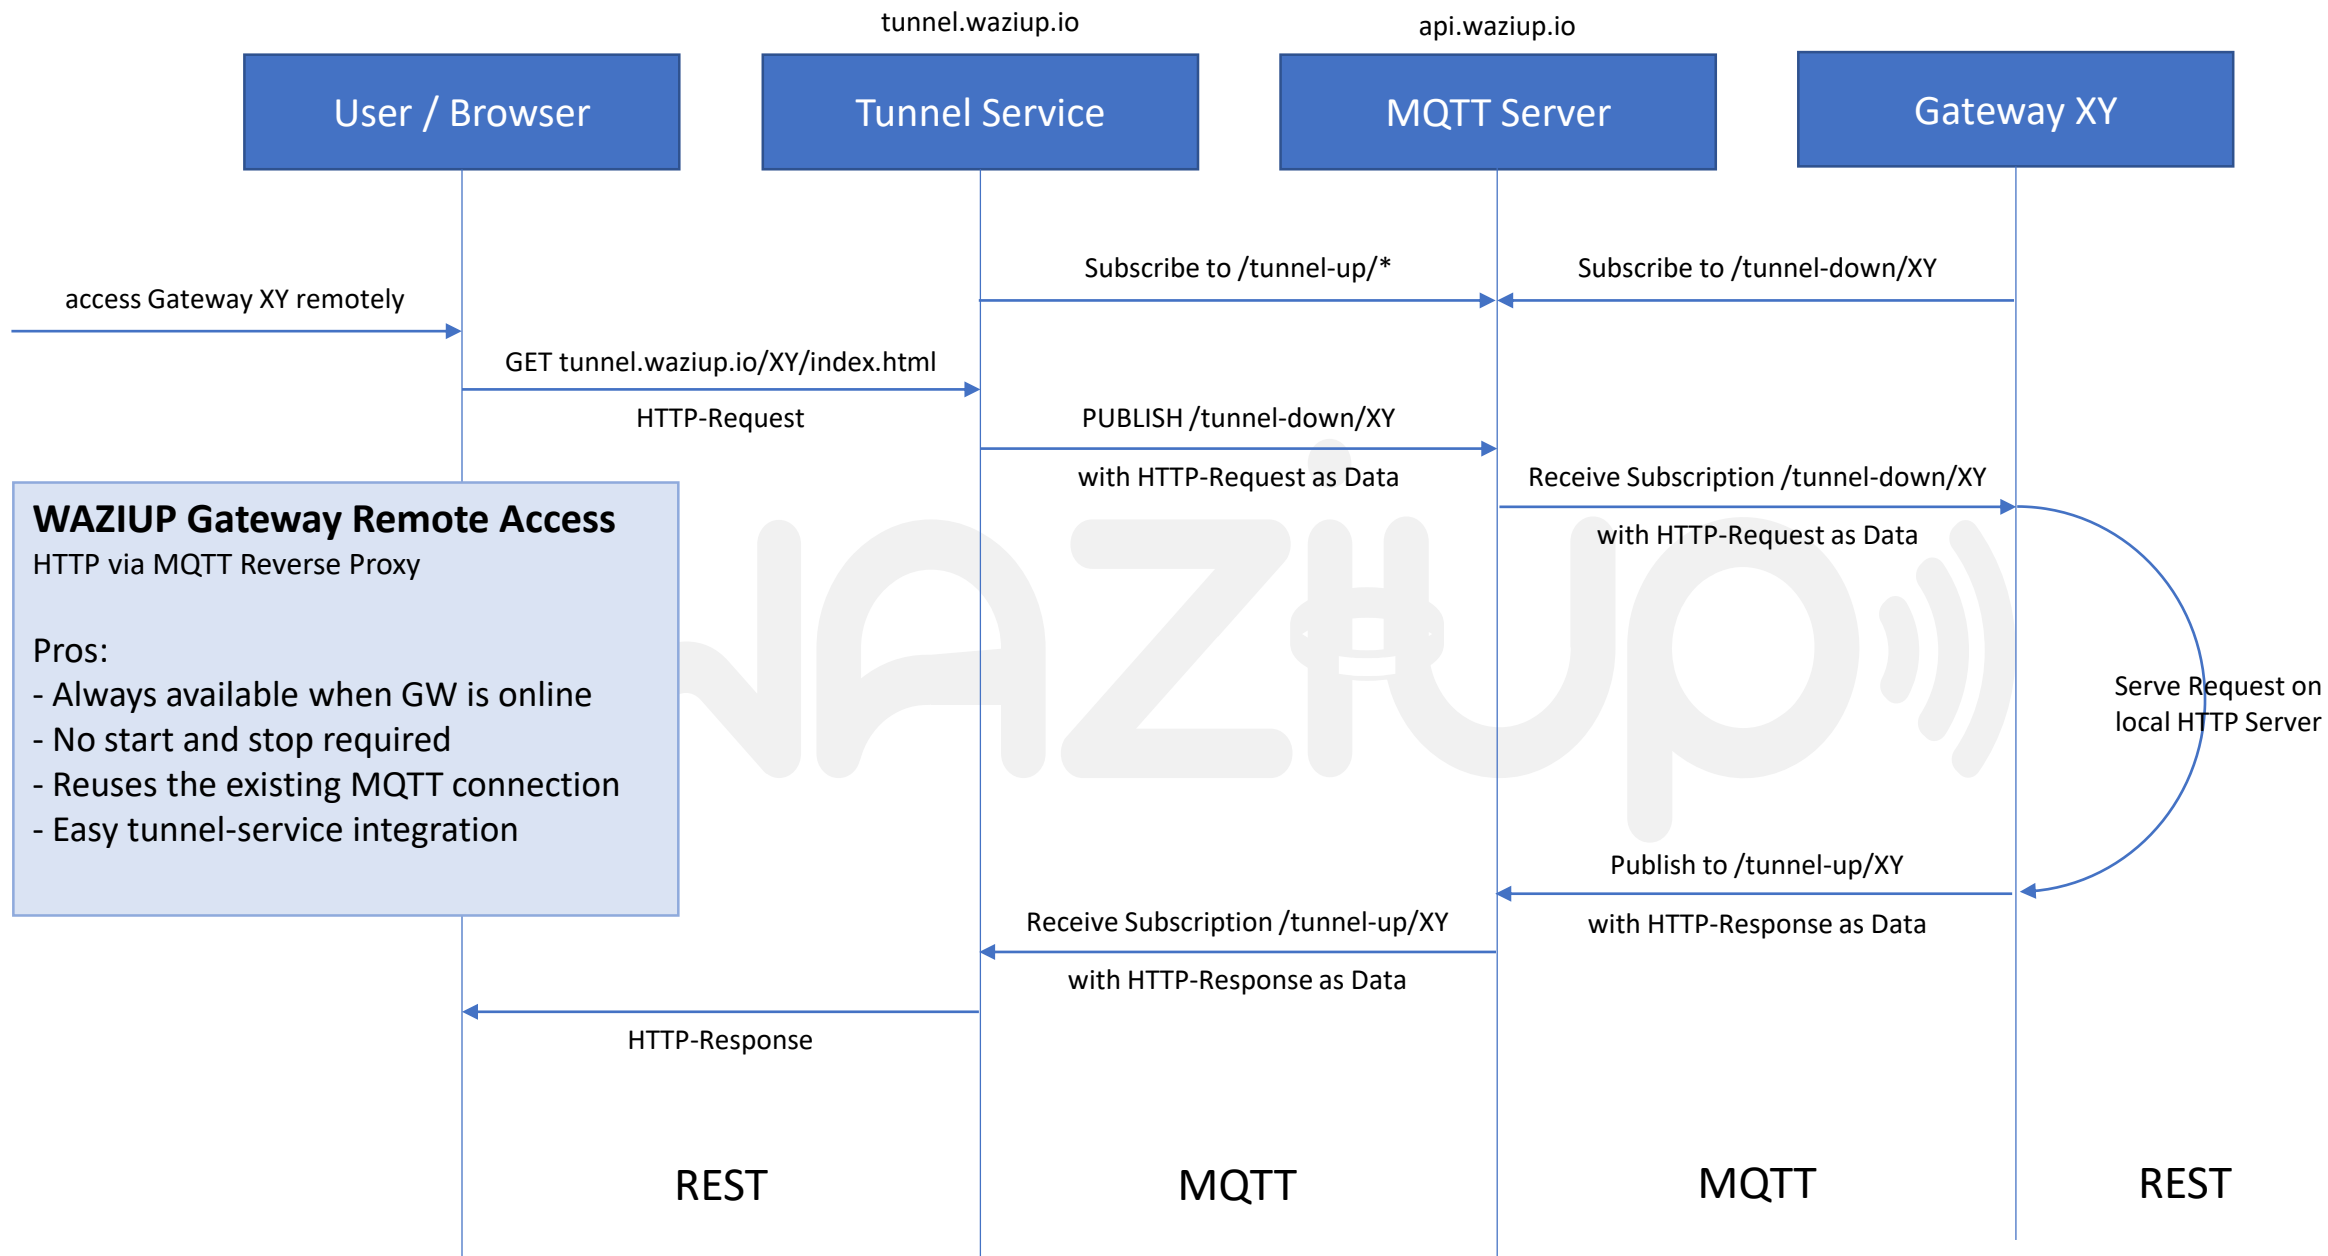 tunnel.waziup.io
api.waziup.io
User / Browser
Tunnel Service
MQTT Server
Gateway XY
Subscribe to /tunnel-up/*
Subscribe to /tunnel-down/XY
access Gateway XY remotely
GET tunnel.waziup.io/XY/index.html
HTTP-Request
PUBLISH /tunnel-down/XY
with HTTP-Request as Data
Receive Subscription /tunnel-down/XY
with HTTP-Request as Data
WAZIUP Gateway Remote Access
HTTP via MQTT Reverse Proxy
Pros:
- Always available when GW is online
- No start and stop required
- Reuses the existing MQTT connection
- Easy tunnel-service integration
WAZIUP
Serve Request on
local HTTP Server
Publish to /tunnel-up/XY
with HTTP-Response as Data
Receive Subscription /tunnel-up/XY
with HTTP-Response as Data
HTTP-Response
REST
MQTT
MQTT
REST